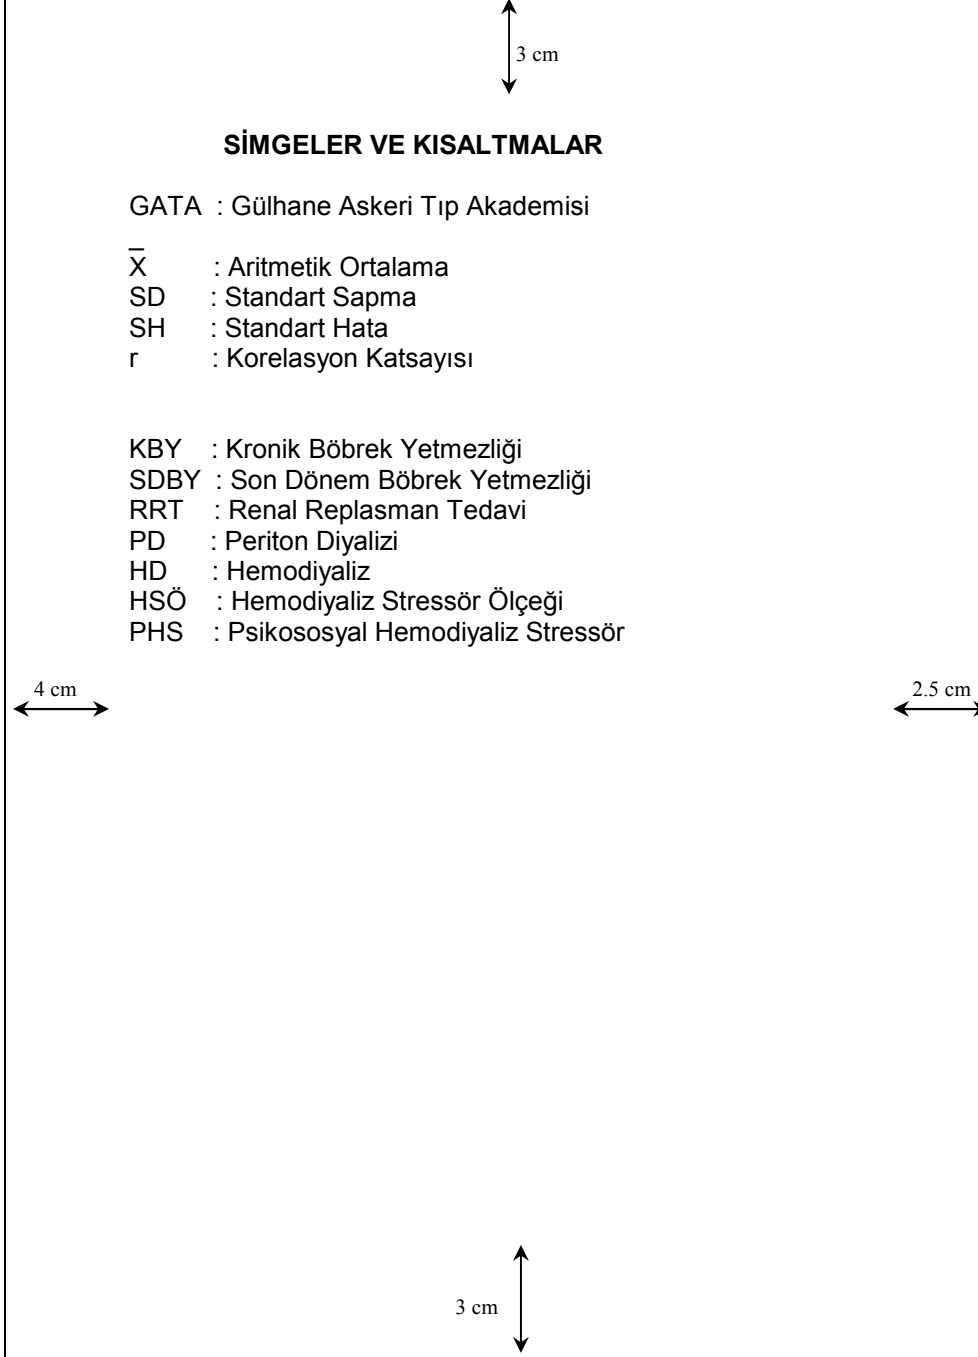 3 cm
SİMGELER VE KISALTMALAR
GATA : Gülhane Askeri Tıp Akademisi
X̅ : Aritmetik Ortalama
SD : Standart Sapma
SH : Standart Hata
r : Korelasyon Katsayısı
KBY : Kronik Böbrek Yetmezliği
SDBY : Son Dönem Böbrek Yetmezliği
RRT : Renal Replasman Tedavi
PD : Periton Diyalizi
HD : Hemodiyaliz
HSÖ : Hemodiyaliz Stressör Ölçeği
PHS : Psikososyal Hemodiyaliz Stressör
4 cm
2.5 cm
3 cm